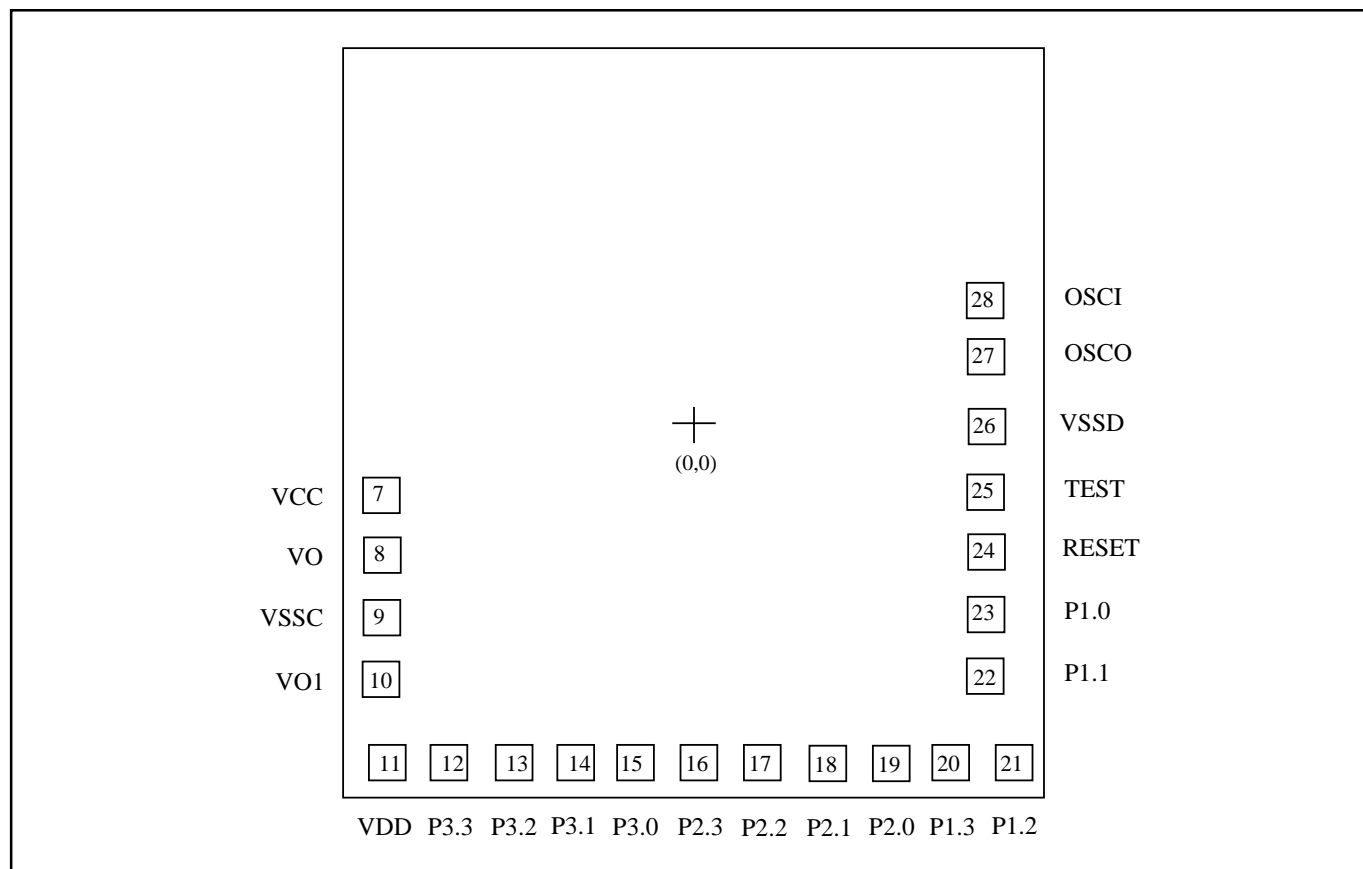 28 OSCI
27 OSCO
26 VSSD
(0,0)
VCC 7 25 TEST
VO 8 24 RESET
VSSC 9 23 P1.0
VO1 10 22 P1.1
11 12 13 14 15 16 17 18 19 20 21
VDD P3.3 P3.2 P3.1 P3.0 P2.3 P2.2 P2.1 P2.0 P1.3 P1.2